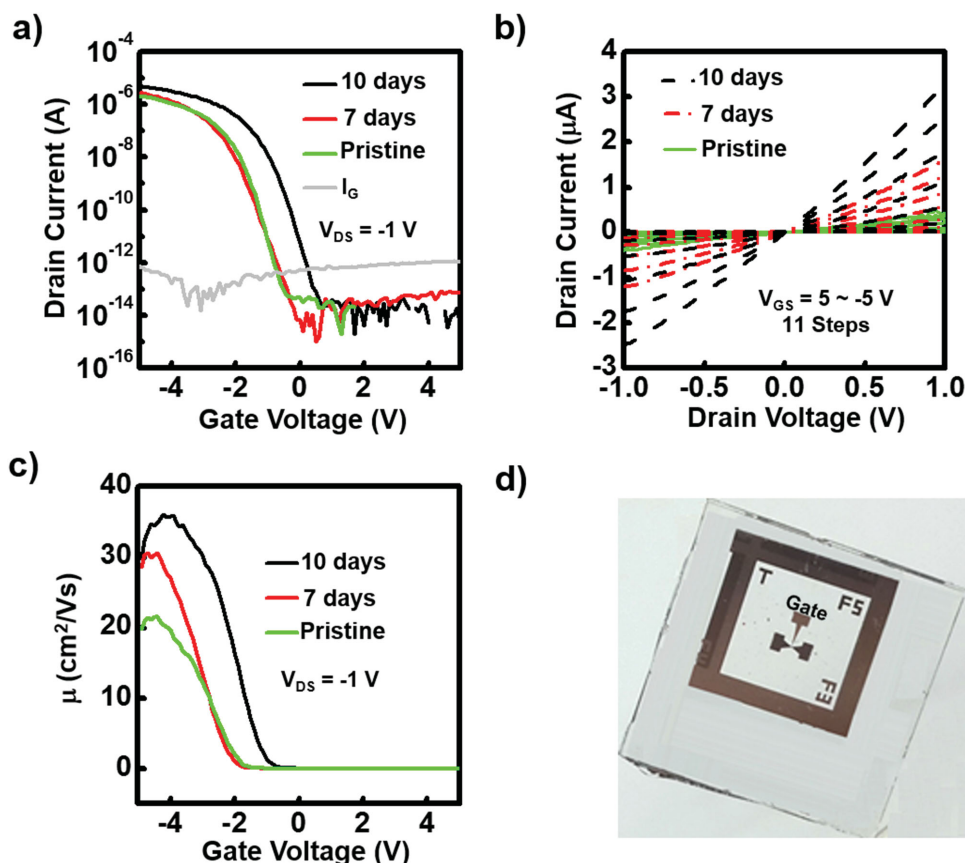 a)
10⁻⁴
10⁻⁶
10⁻⁸
10⁻¹⁰
10⁻¹²
10⁻¹⁴
10⁻¹⁶
Drain Current (A)
10 days
7 days
Pristine
I_G
V_DS = -1 V
-4 -2 0 2 4
Gate Voltage (V)
b)
4
3
2
1
0
-1
-2
-3
Drain Current (μA)
10 days
7 days
Pristine
V_GS = 5 ~ -5 V
11 Steps
-1.0 -0.5 0.0 0.5 1.0
Drain Voltage (V)
c)
40
30
20
10
0
μ (cm²/Vs)
10 days
7 days
Pristine
V_DS = -1 V
-4 -2 0 2 4
Gate Voltage (V)
d)
T
F5
Gate
F3